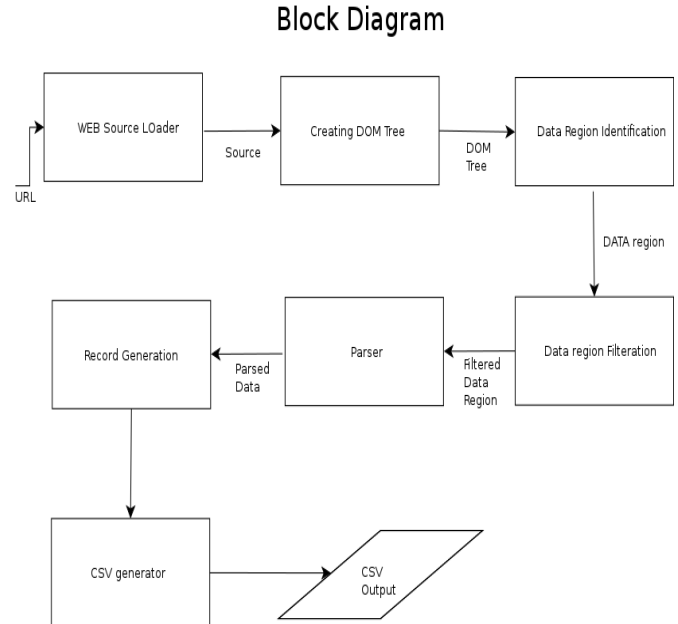 Block Diagram
WEB Source LOader
Creating DOM Tree
Data Region Identification
Source
DOM
Tree
URL
DATA region
Record Generation
Parser
Data region Filteration
Parsed
Data
Filtered
Data
Region
CSV generator
CSV
Output